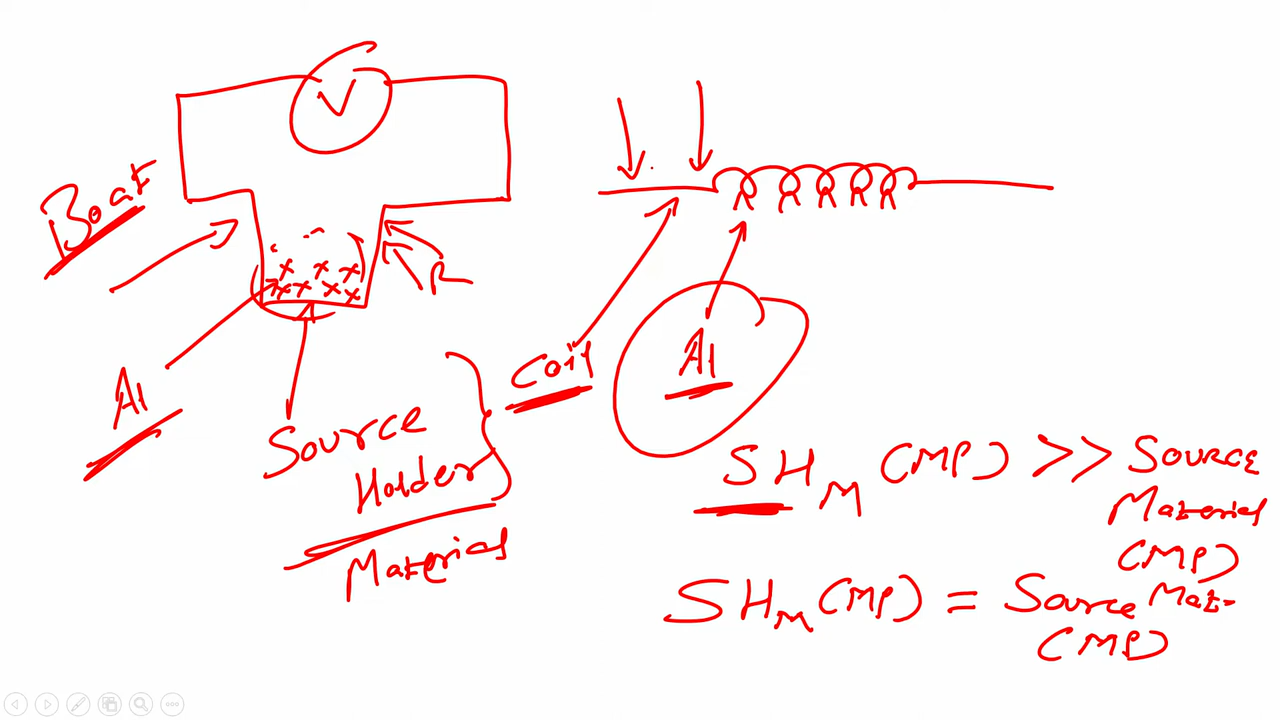 V
Boat
R
Al
Source
Holder
Material
Coil
Al
SHM (MP) >> Source
Material
(MP)
SHM (MP) = Source Mat
(MP)